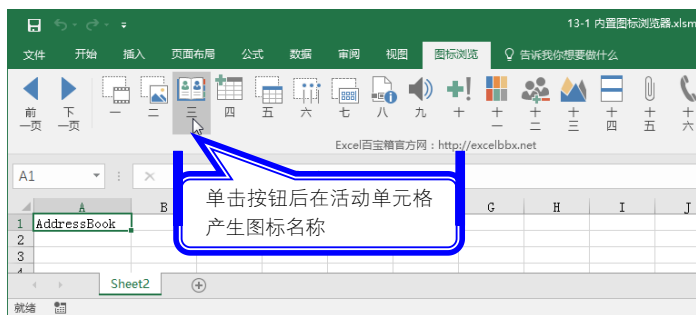 13-1 内置图标浏览器.xlsm
文件 开始 插入 页面布局 公式 数据 审阅 视图 图标浏览 告诉我你想要做什么
前一页 下一页 一 二 三 四 五 六 七 八 九 十 十一 十二 十三 十四 十五 十六
Excel百宝箱官方网：http://excelbbx.net
A1
A B G H I J
单击按钮后在活动单元格
产生图标名称
1 AddressBook
2
3
4
Sheet2
就绪